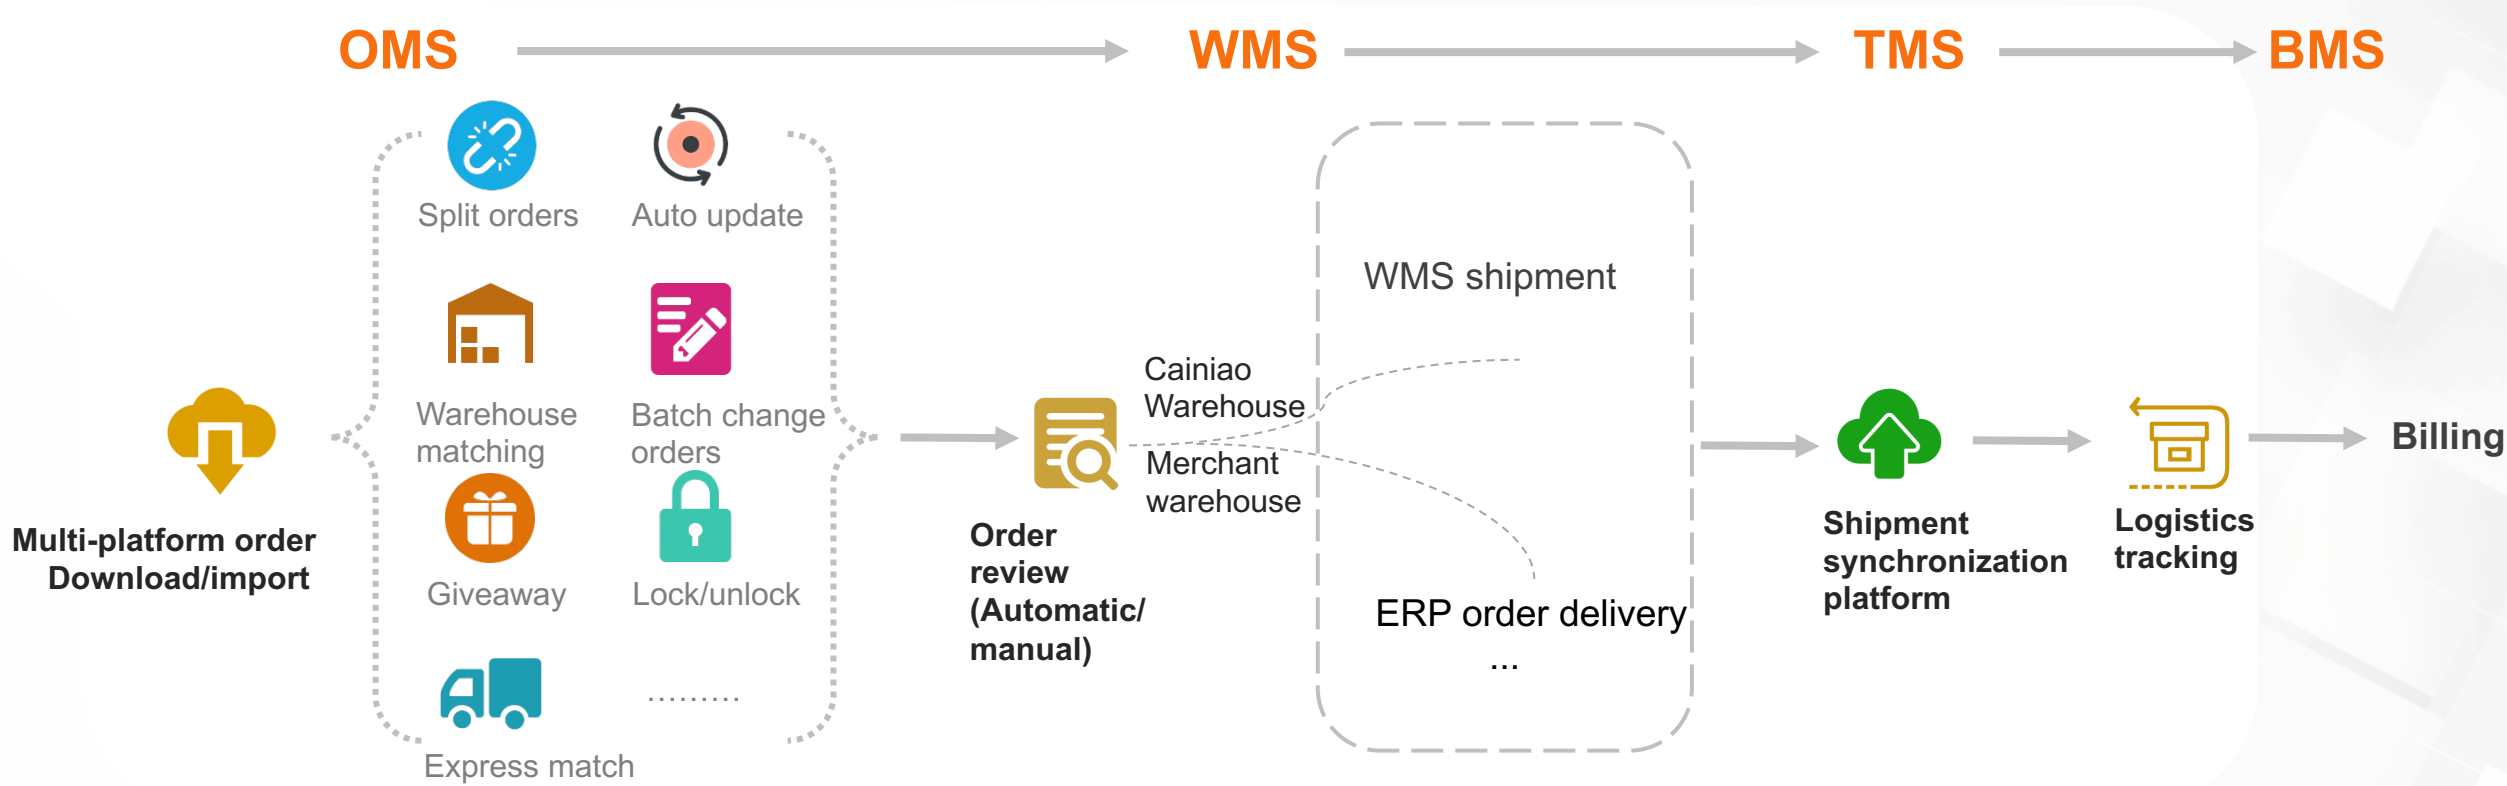 OMS
WMS
TMS
BMS
Split orders
Auto update
Warehouse
matching
Batch change
orders
Giveaway
Lock/unlock
Express match
.........
Multi-platform order
Download/import
Order
review
(Automatic/
manual)
Cainiao
Warehouse
Merchant
warehouse
WMS shipment
ERP order delivery
...
Shipment
synchronization
platform
Logistics
tracking
Billing